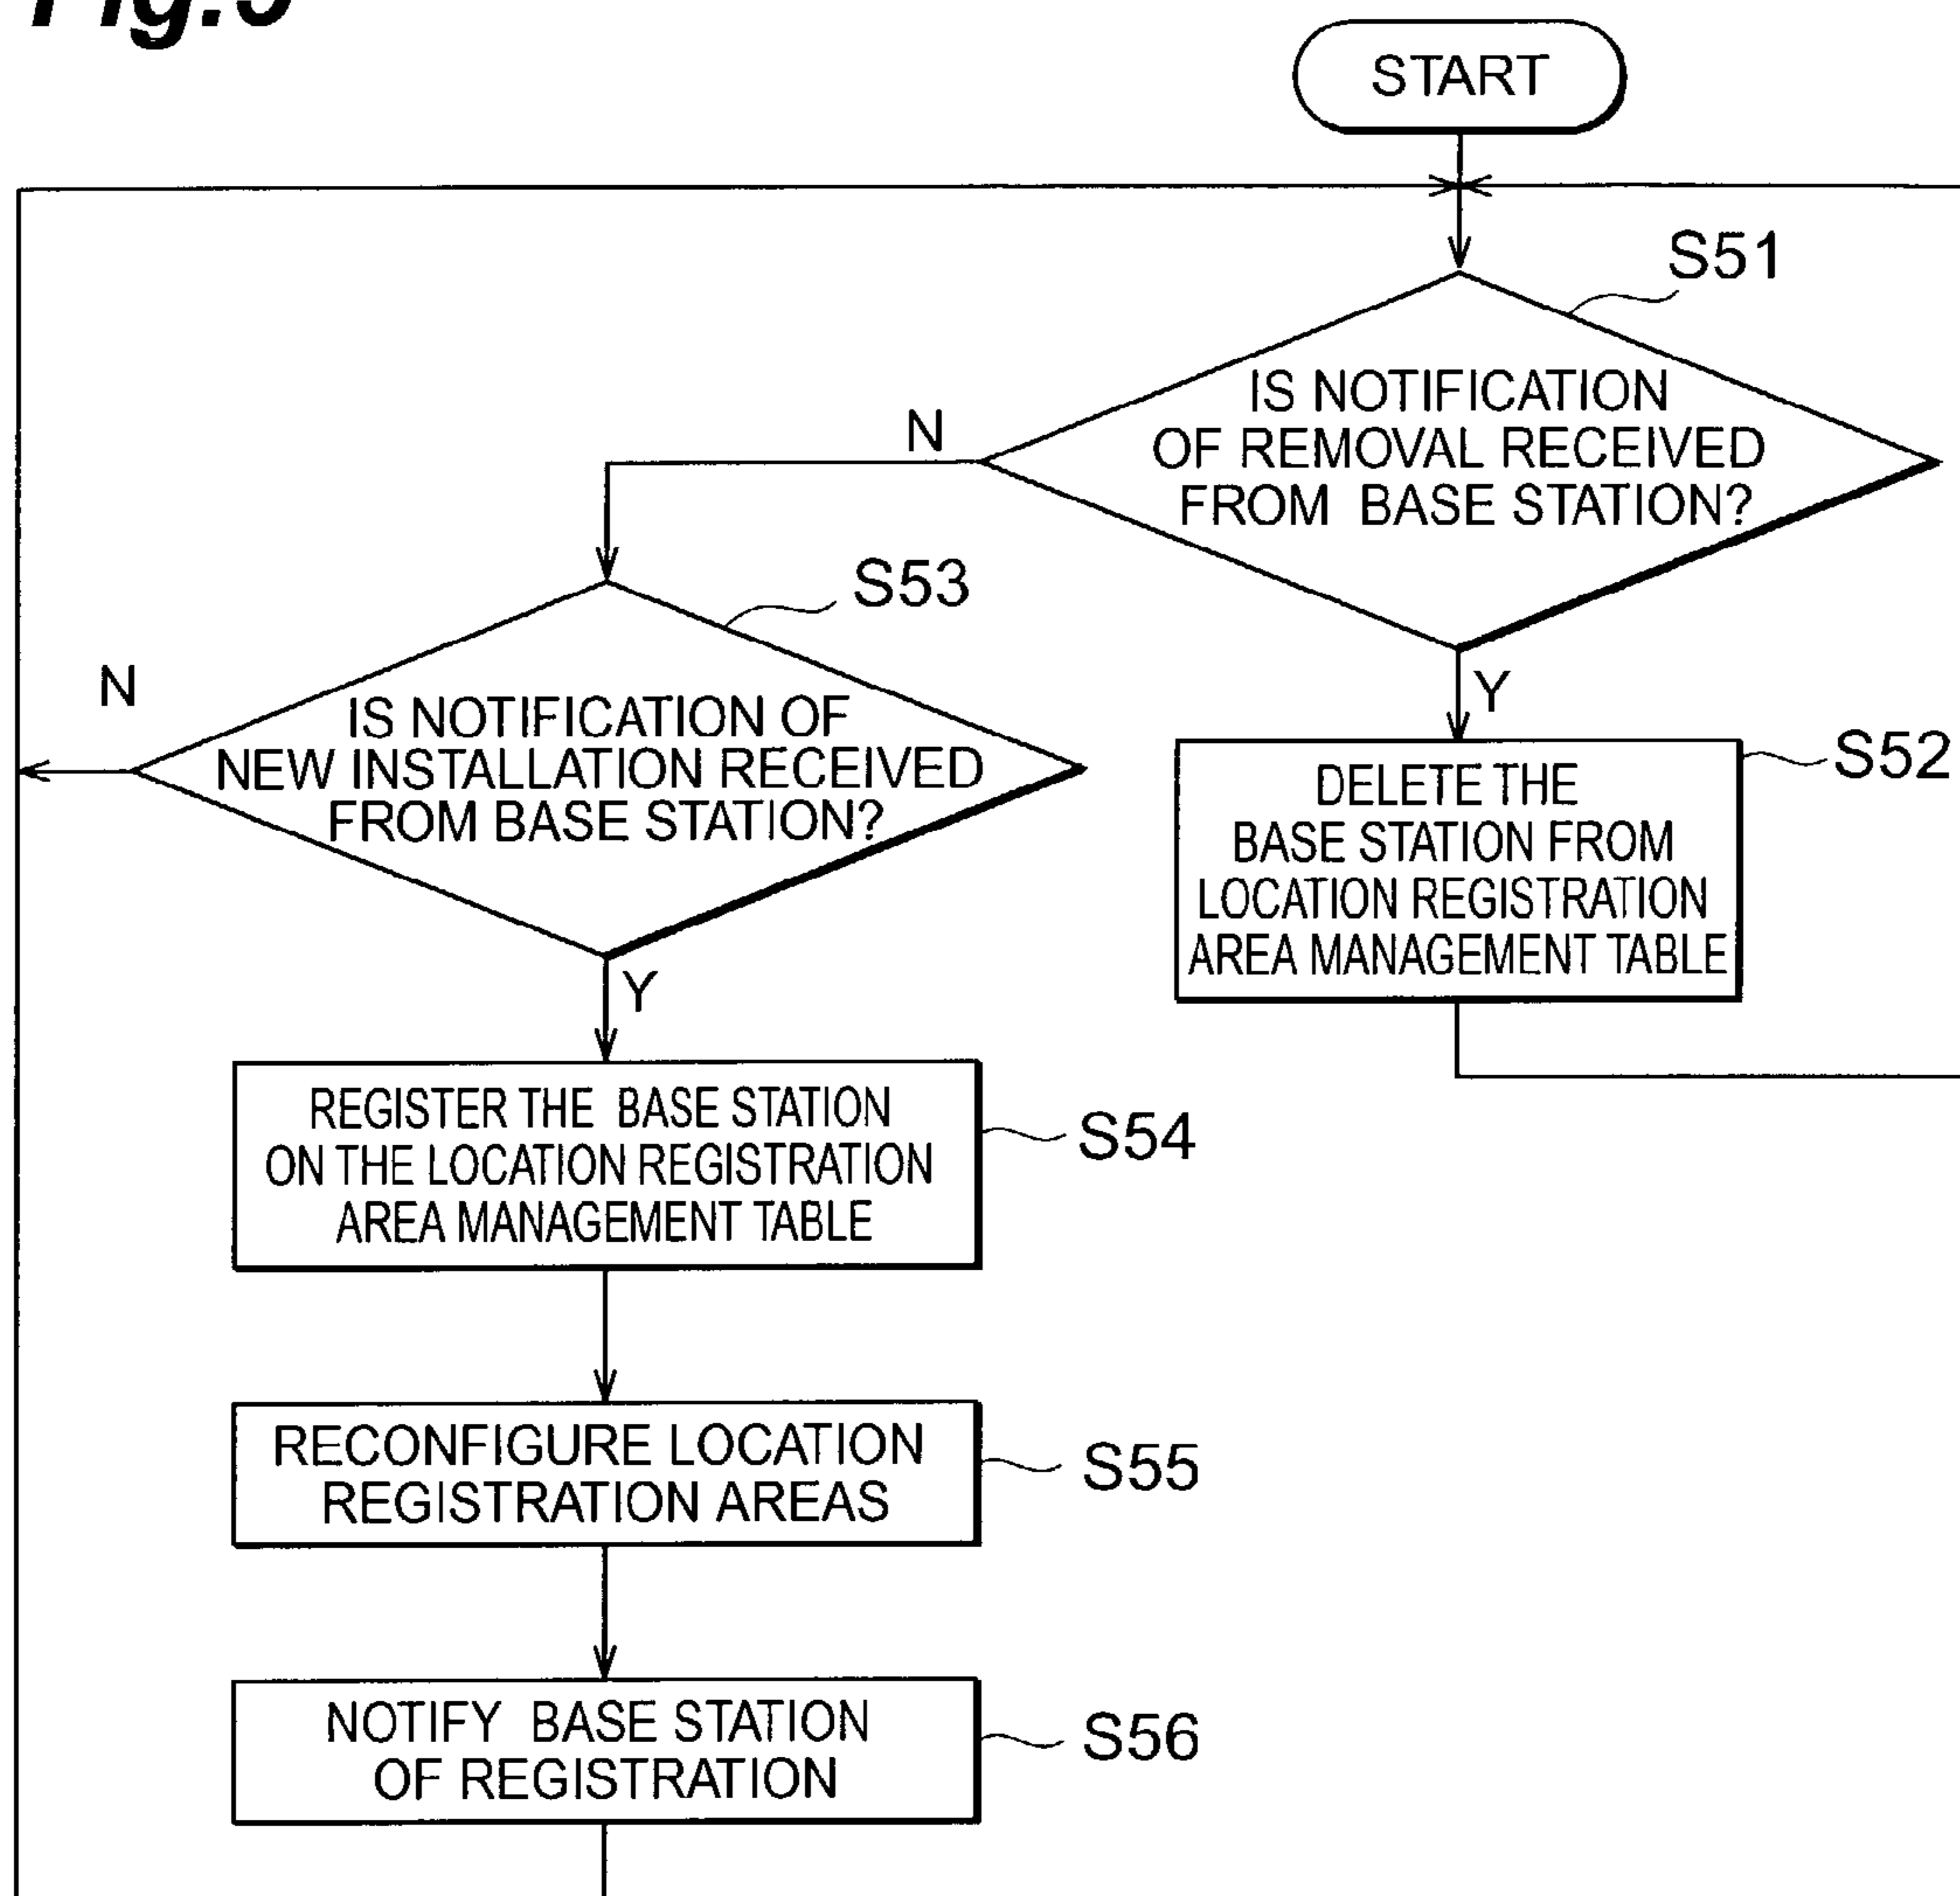 START
S51
IS NOTIFICATION
OF REMOVAL RECEIVED
FROM BASE STATION?
N
Y
S53
IS NOTIFICATION OF
NEW INSTALLATION RECEIVED
FROM BASE STATION?
N
Y
S52
DELETE THE
BASE STATION FROM
LOCATION REGISTRATION
AREA MANAGEMENT TABLE
REGISTER THE BASE STATION
ON THE LOCATION REGISTRATION
AREA MANAGEMENT TABLE
S54
RECONFIGURE LOCATION
REGISTRATION AREAS
S55
NOTIFY BASE STATION
OF REGISTRATION
S56